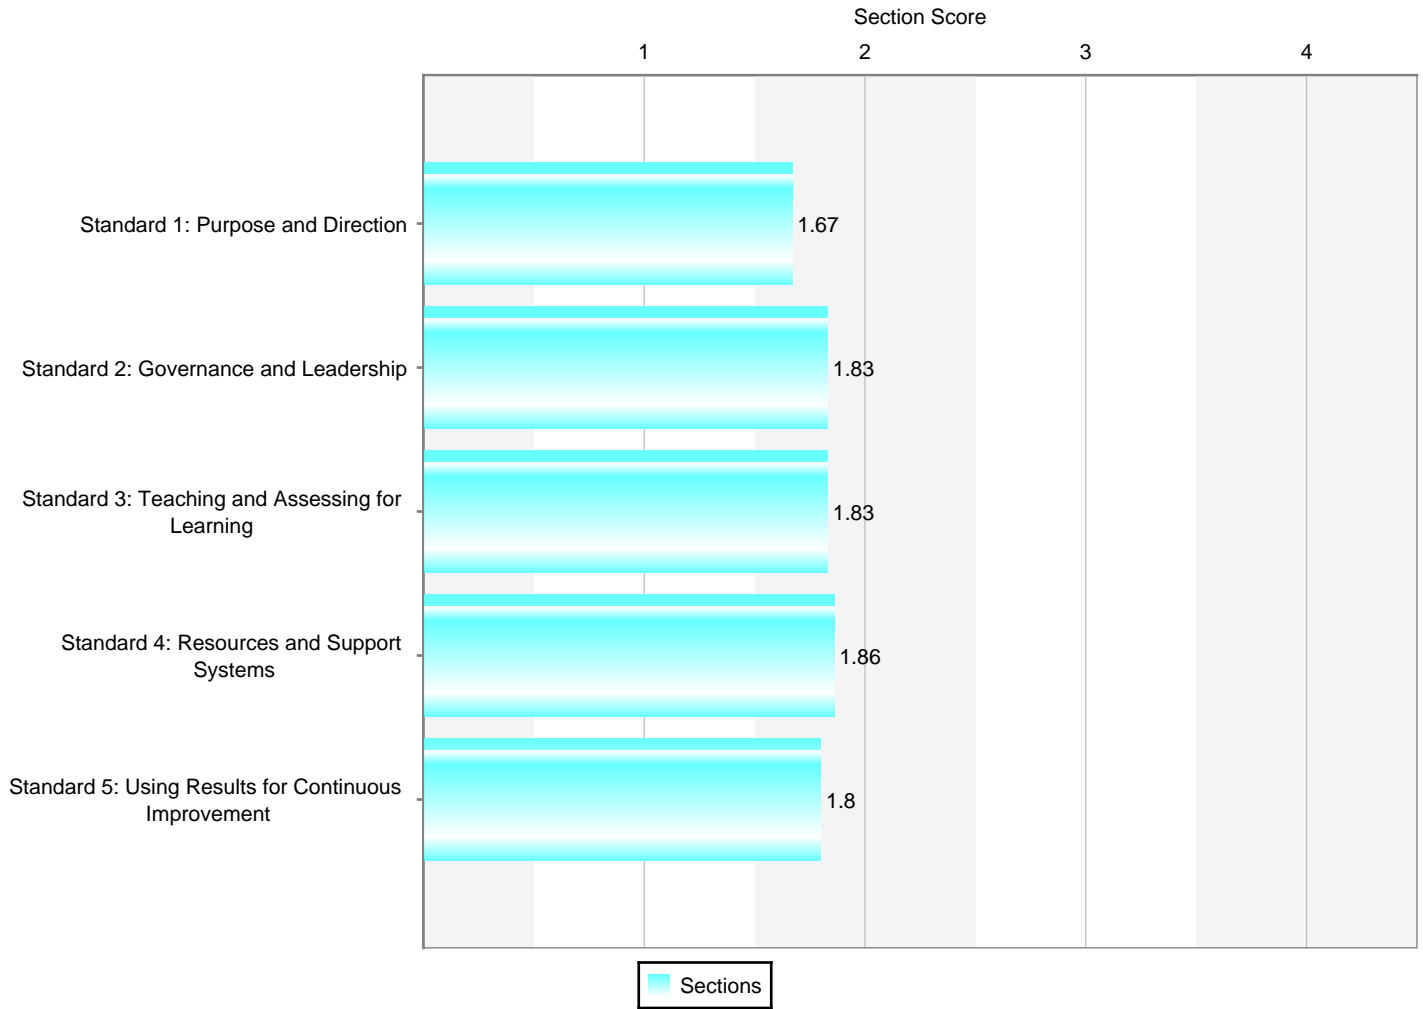 Section Score
1
2
3
4
Standard 1: Purpose and Direction
1.67
Standard 2: Governance and Leadership
1.83
Standard 3: Teaching and Assessing for
Learning
1.83
Standard 4: Resources and Support
Systems
1.86
Standard 5: Using Results for Continuous
Improvement
1.8
Sections